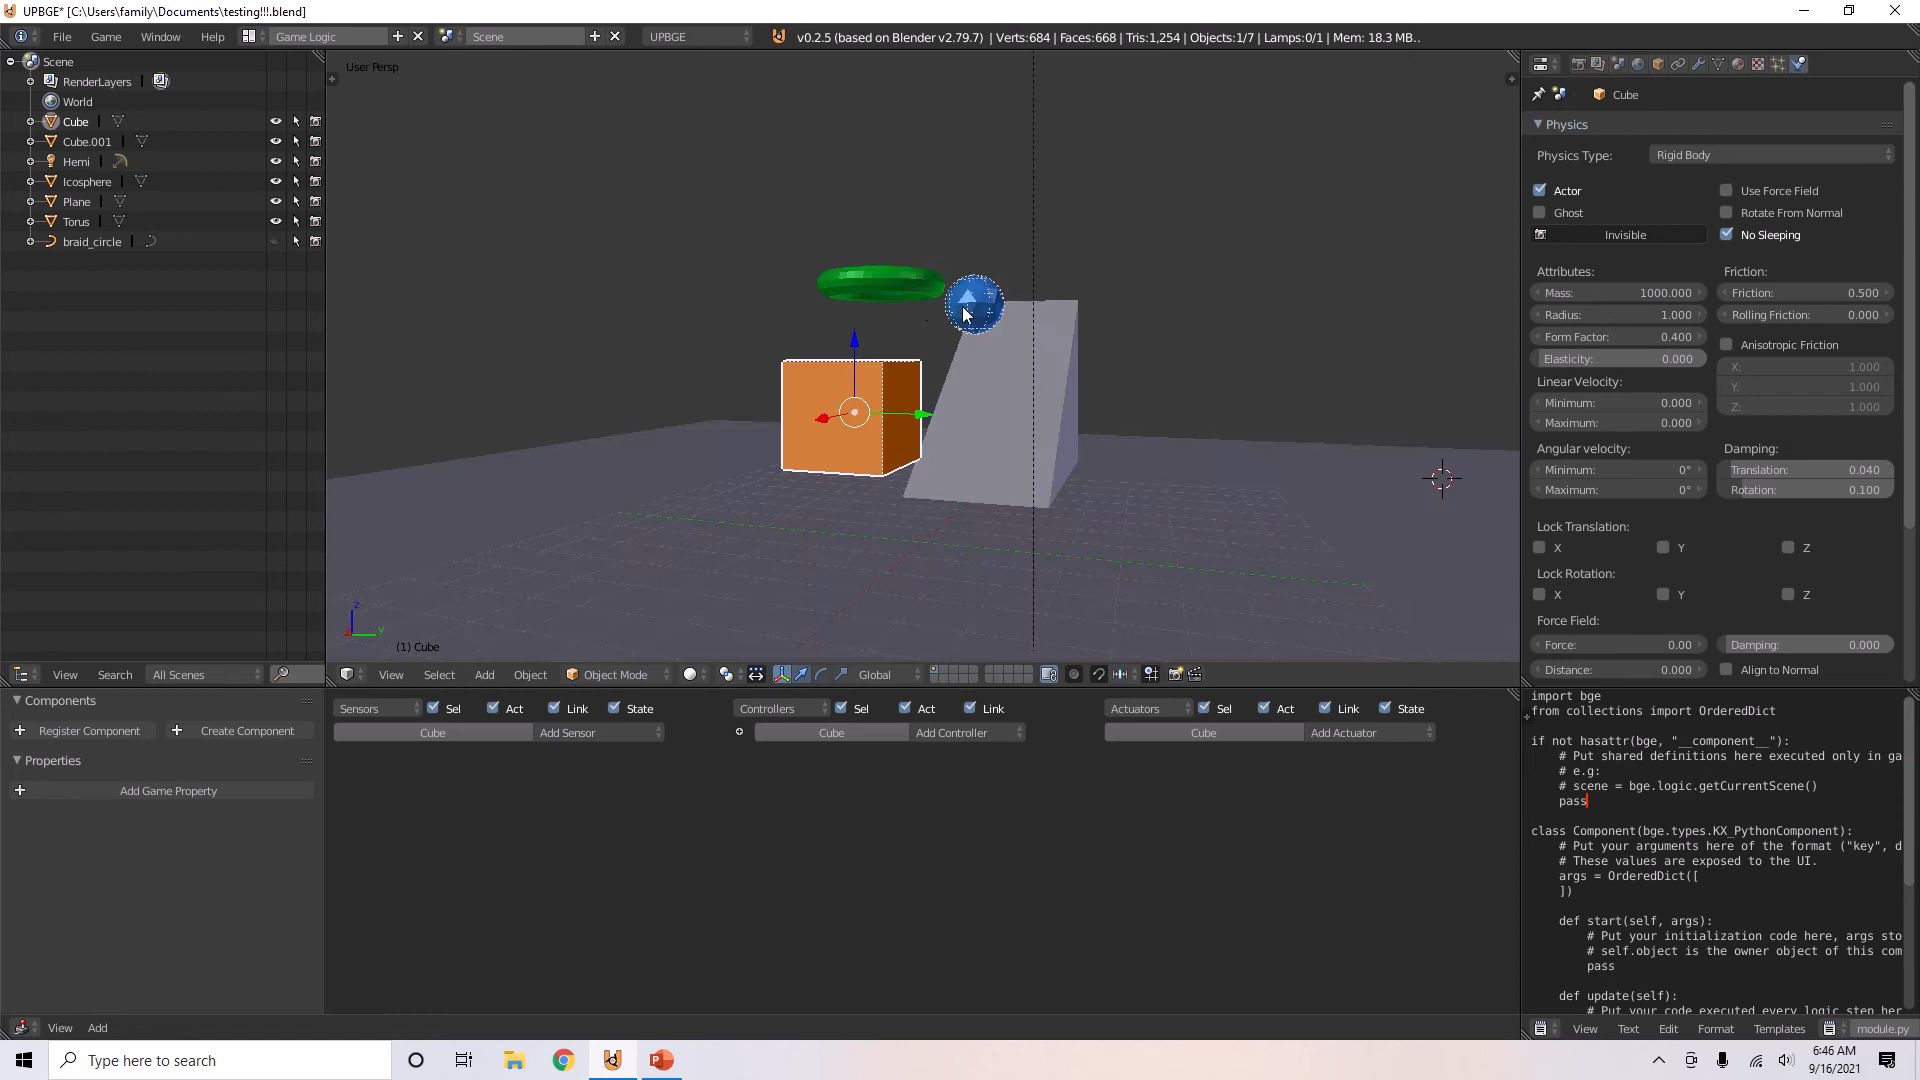 UPBGE* [C:\Users\family\Documents\testing!!!.blend]
File Game Window Help Game Logic Scene UPBGE v0.2.5 (based on Blender v2.79.7) | Verts:684 | Faces:668 | Tris:1,254 | Objects:1/7 | Lamps:0/1 | Mem: 18.3 MB..
Scene
RenderLayers
World
Cube
Cube.001
Hemi
Icosphere
Plane
Torus
braid_circle
View Search All Scenes
User Persp
z
y
(1) Cube
View Select Add Object Object Mode Global
Cube
Physics
Physics Type: Rigid Body
Actor Use Force Field
Ghost Rotate From Normal
Invisible No Sleeping
Attributes: Friction:
Mass: 1000.000 Friction: 0.500
Radius: 1.000 Rolling Friction: 0.000
Form Factor: 0.400 Anisotropic Friction
Elasticity: 0.000 X: 1.000
Linear Velocity: Y: 1.000
Minimum: 0.000 Z: 1.000
Maximum: 0.000
Angular velocity: Damping:
Minimum: 0° Translation: 0.040
Maximum: 0° Rotation: 0.100
Lock Translation:
X Y Z
Lock Rotation:
X Y Z
Force Field:
Force: 0.00 Damping: 0.000
Distance: 0.000 Align to Normal
Components
Register Component Create Component
Properties
Add Game Property
View Add
Sensors Sel Act Link State Controllers Sel Act Link Actuators Sel Act Link State
Cube Add Sensor Cube Add Controller Cube Add Actuator
import bge
from collections import OrderedDict
if not hasattr(bge, "__component__"):
# Put shared definitions here executed only in ga
# e.g:
# scene = bge.logic.getCurrentScene()
pass
class Component(bge.types.KX_PythonComponent):
# Put your arguments here of the format ("key", d
# These values are exposed to the UI.
args = OrderedDict([
])
def start(self, args):
# Put your initialization code here, args sto
# self.object is the owner object of this com
pass
def update(self):
# Put your code executed every logic step her
View Text Edit Format Templates module.py
Type here to search
6:46 AM
9/16/2021